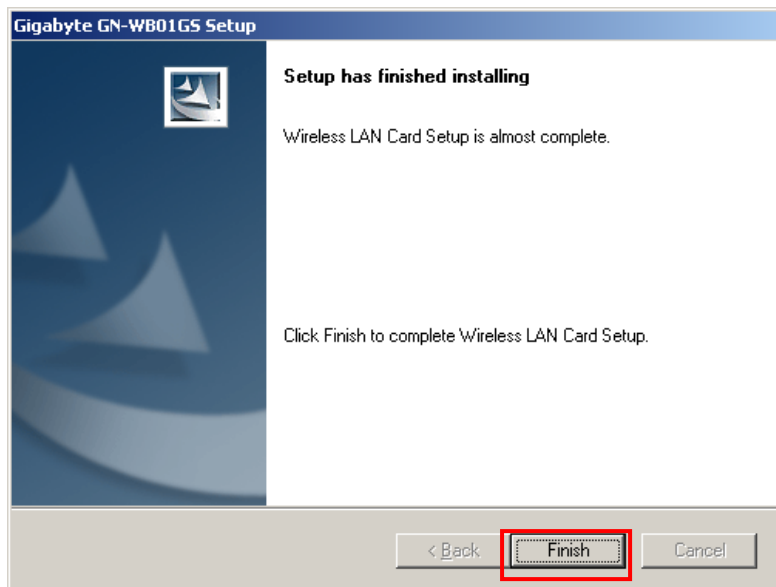 Gigabyte GN-WB01GS Setup
Setup has finished installing
Wireless LAN Card Setup is almost complete.
Click Finish to complete Wireless LAN Card Setup.
< Back Finish Cancel